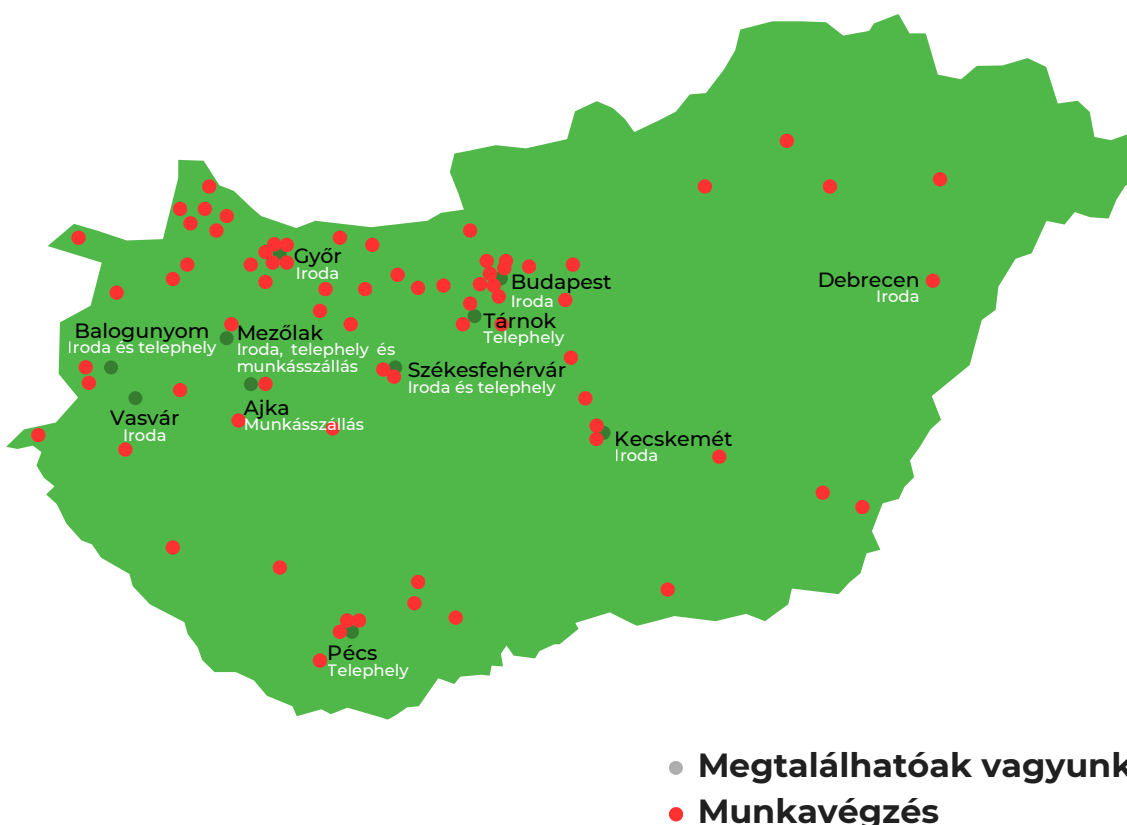 Győr
Iroda
Budapest
Iroda
Debrecen
Iroda
Tárnok
Telephely
Balogunyom
Iroda és telephely
Mezőlak
Iroda, telephely és
munkásszállás
Székesfehérvár
Iroda és telephely
Ajka
Munkásszállás
Vasvár
Iroda
Kecskemét
Iroda
Pécs
Telephely
Megtalálhatóak vagyunk
Munkavégzés